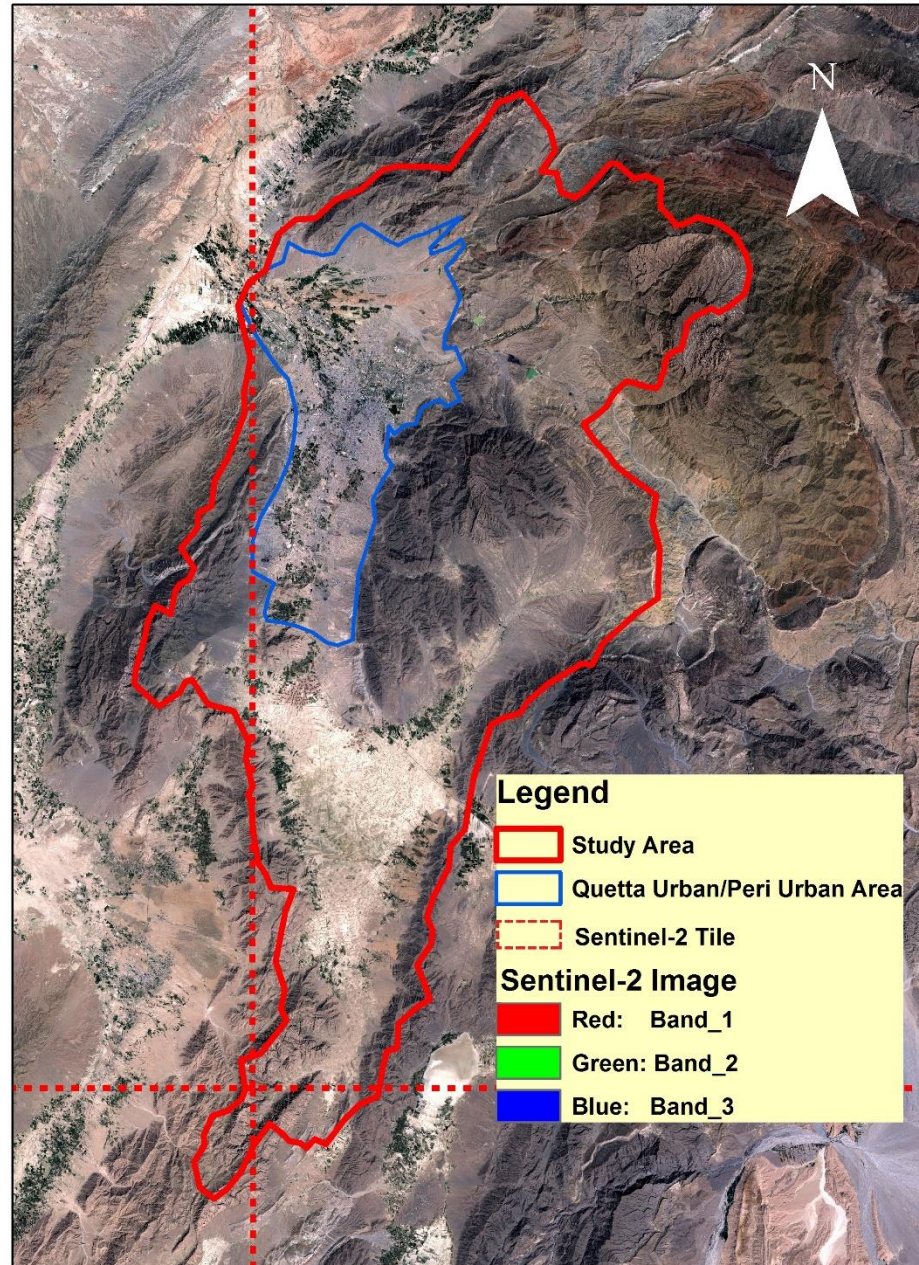 N
Legend
Study Area
Quetta Urban/Peri Urban Area
Sentinel-2 Tile
Sentinel-2 Image
Red: Band_1
Green: Band_2
Blue: Band_3